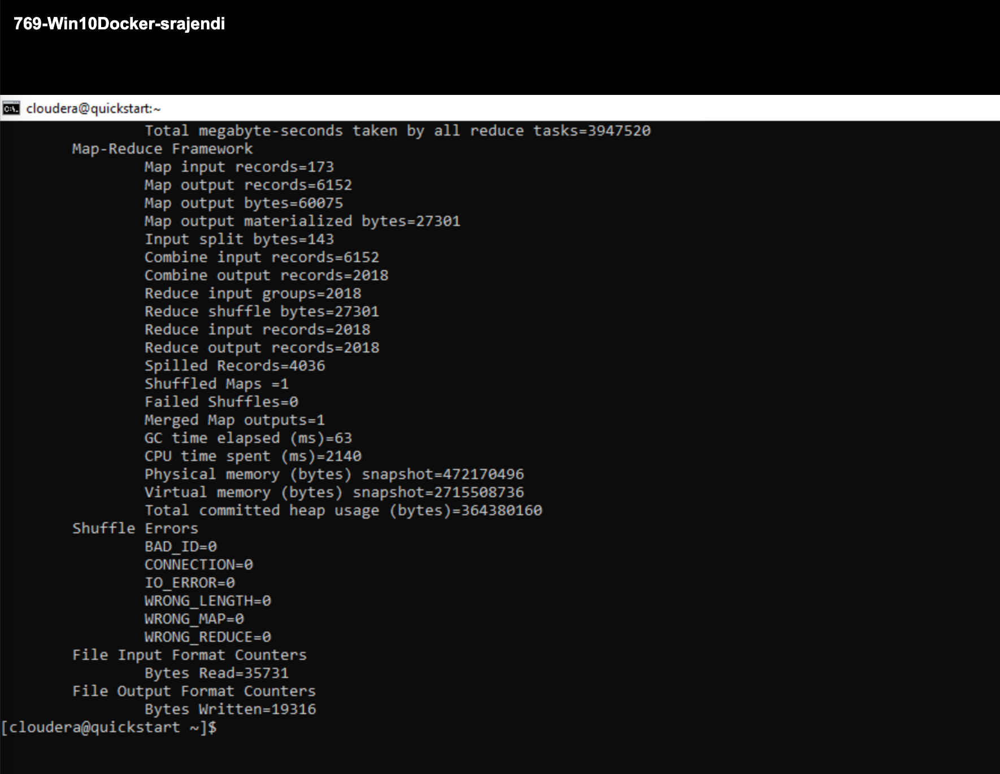 769-Win10Docker-srajendi
cloudera@quickstart:~
Total megabyte-seconds taken by all reduce tasks=3947520
Map-Reduce Framework
Map input records=173
Map output records=6152
Map output bytes=60075
Map output materialized bytes=27301
Input split bytes=143
Combine input records=6152
Combine output records=2018
Reduce input groups=2018
Reduce shuffle bytes=27301
Reduce input records=2018
Reduce output records=2018
Spilled Records=4036
Shuffled Maps =1
Failed Shuffles=0
Merged Map outputs=1
GC time elapsed (ms)=63
CPU time spent (ms)=2140
Physical memory (bytes) snapshot=472170496
Virtual memory (bytes) snapshot=2715508736
Total committed heap usage (bytes)=364380160
Shuffle Errors
BAD_ID=0
CONNECTION=0
IO_ERROR=0
WRONG_LENGTH=0
WRONG_MAP=0
WRONG_REDUCE=0
File Input Format Counters
Bytes Read=35731
File Output Format Counters
Bytes Written=19316
[cloudera@quickstart ~]$